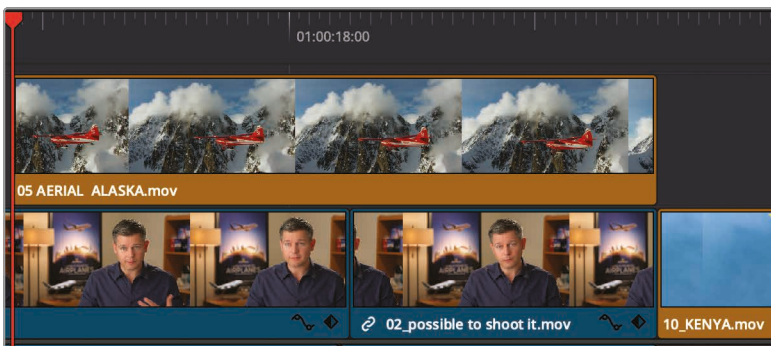 01:00:18:00
05 AERIAL ALASKA.mov
02_possible to shoot it.mov
10_KENYA.mov